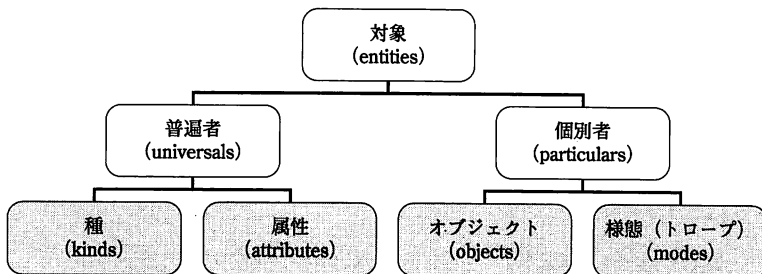 対象
(entities)
普遍者
(universals)
個別者
(particulars)
種
(kinds)
属性
(attributes)
オブジェクト
(objects)
様態（トロープ）
(modes)